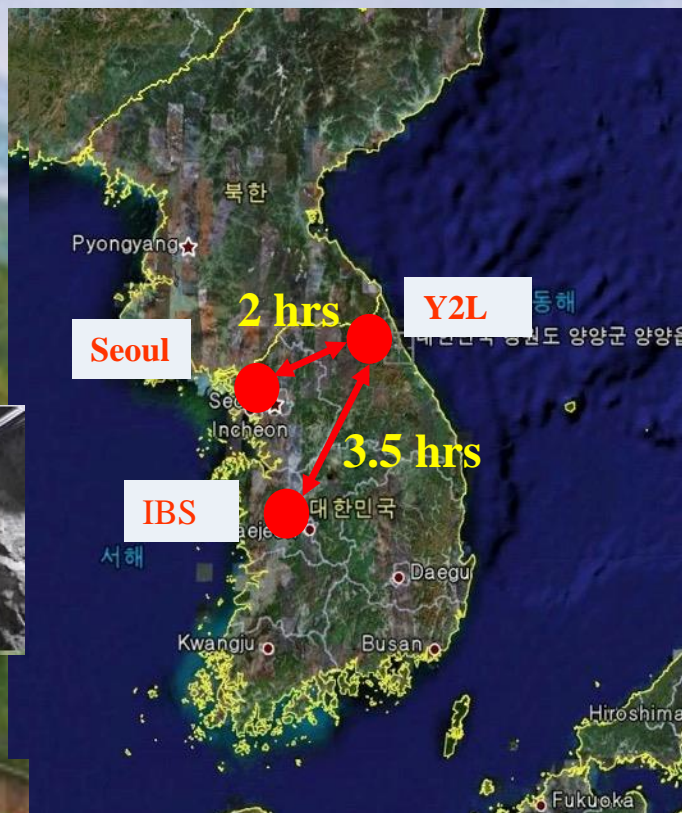 북한
Pyongyang
2 hrs
Y2L
동해
대한민국 강원도 양양군 양양읍
Seoul
Seo
Incheon
3.5 hrs
IBS
대한민국
aeje
서해
Daegu
Kwangju
Busan
Hiroshima
Fukuoka